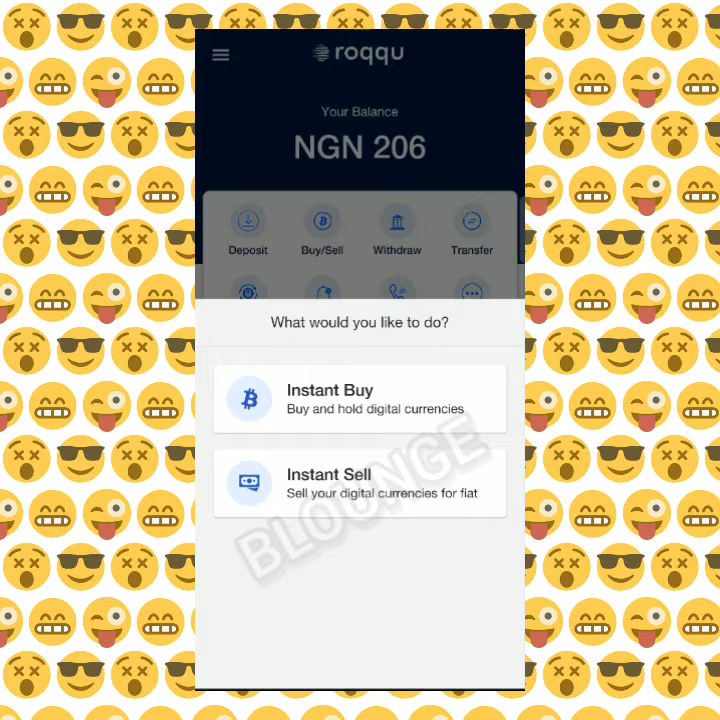 roqqu
Your Balance
NGN 206
Deposit Buy/Sell Withdraw Transfer
What would you like to do?
Instant Buy
Buy and hold digital currencies
Instant Sell
Sell your digital currencies for fiat
BLOUNGE